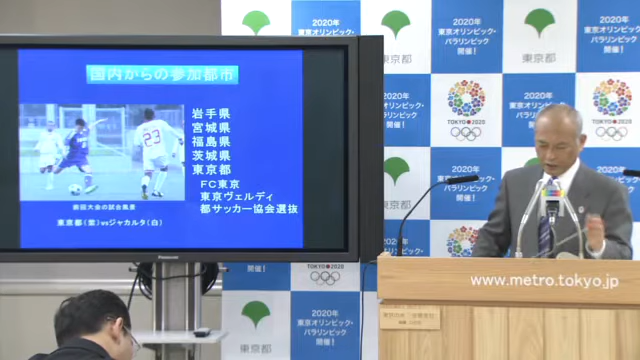 国内からの参加都市
岩手県
宮城県
福島県
茨城県
東京都
FC東京
東京ヴェルディ
都サッカー協会選抜
前回大会の試合風景
東京都(紫)vsジャカルタ(白)
23
Panasonic
2020年
東京オリンピック・
パラリンピック
開催!
東京都
TOKYO 2020
www.metro.tokyo.jp